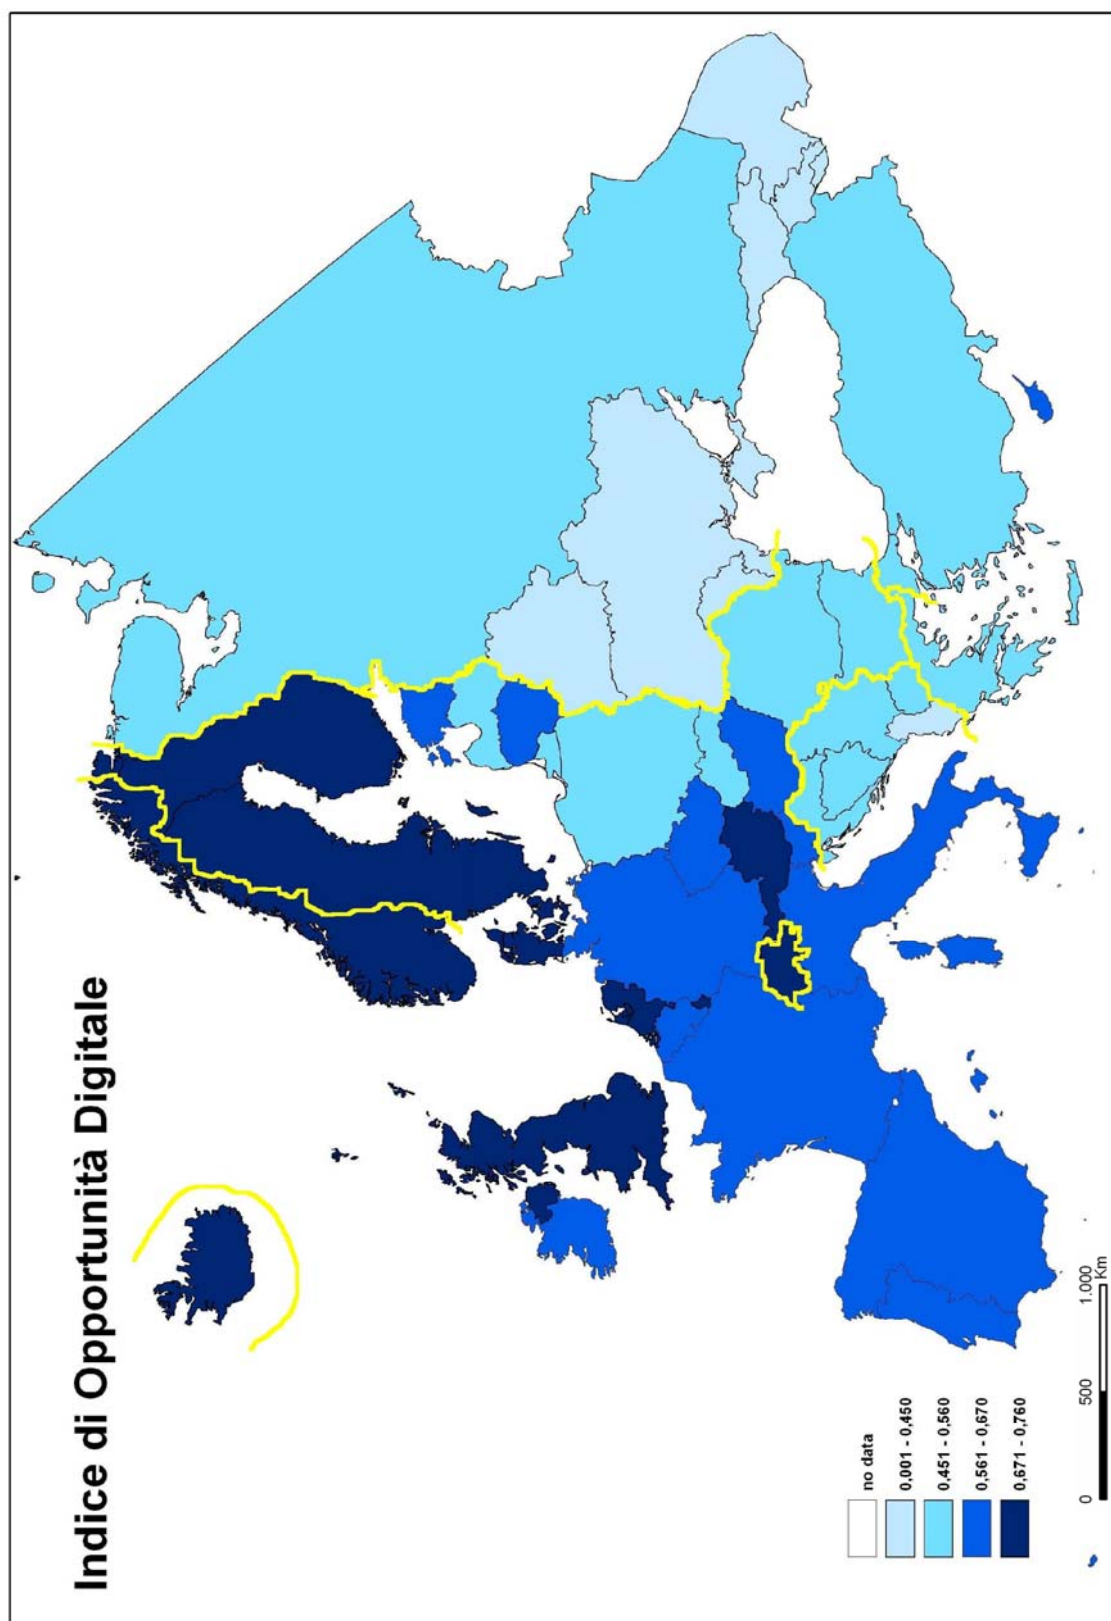 Indice di Opportunità Digitale
no data
0,001 - 0,450
0,451 - 0,560
0,561 - 0,670
0,671 - 0,760
0 500 1.000
Km